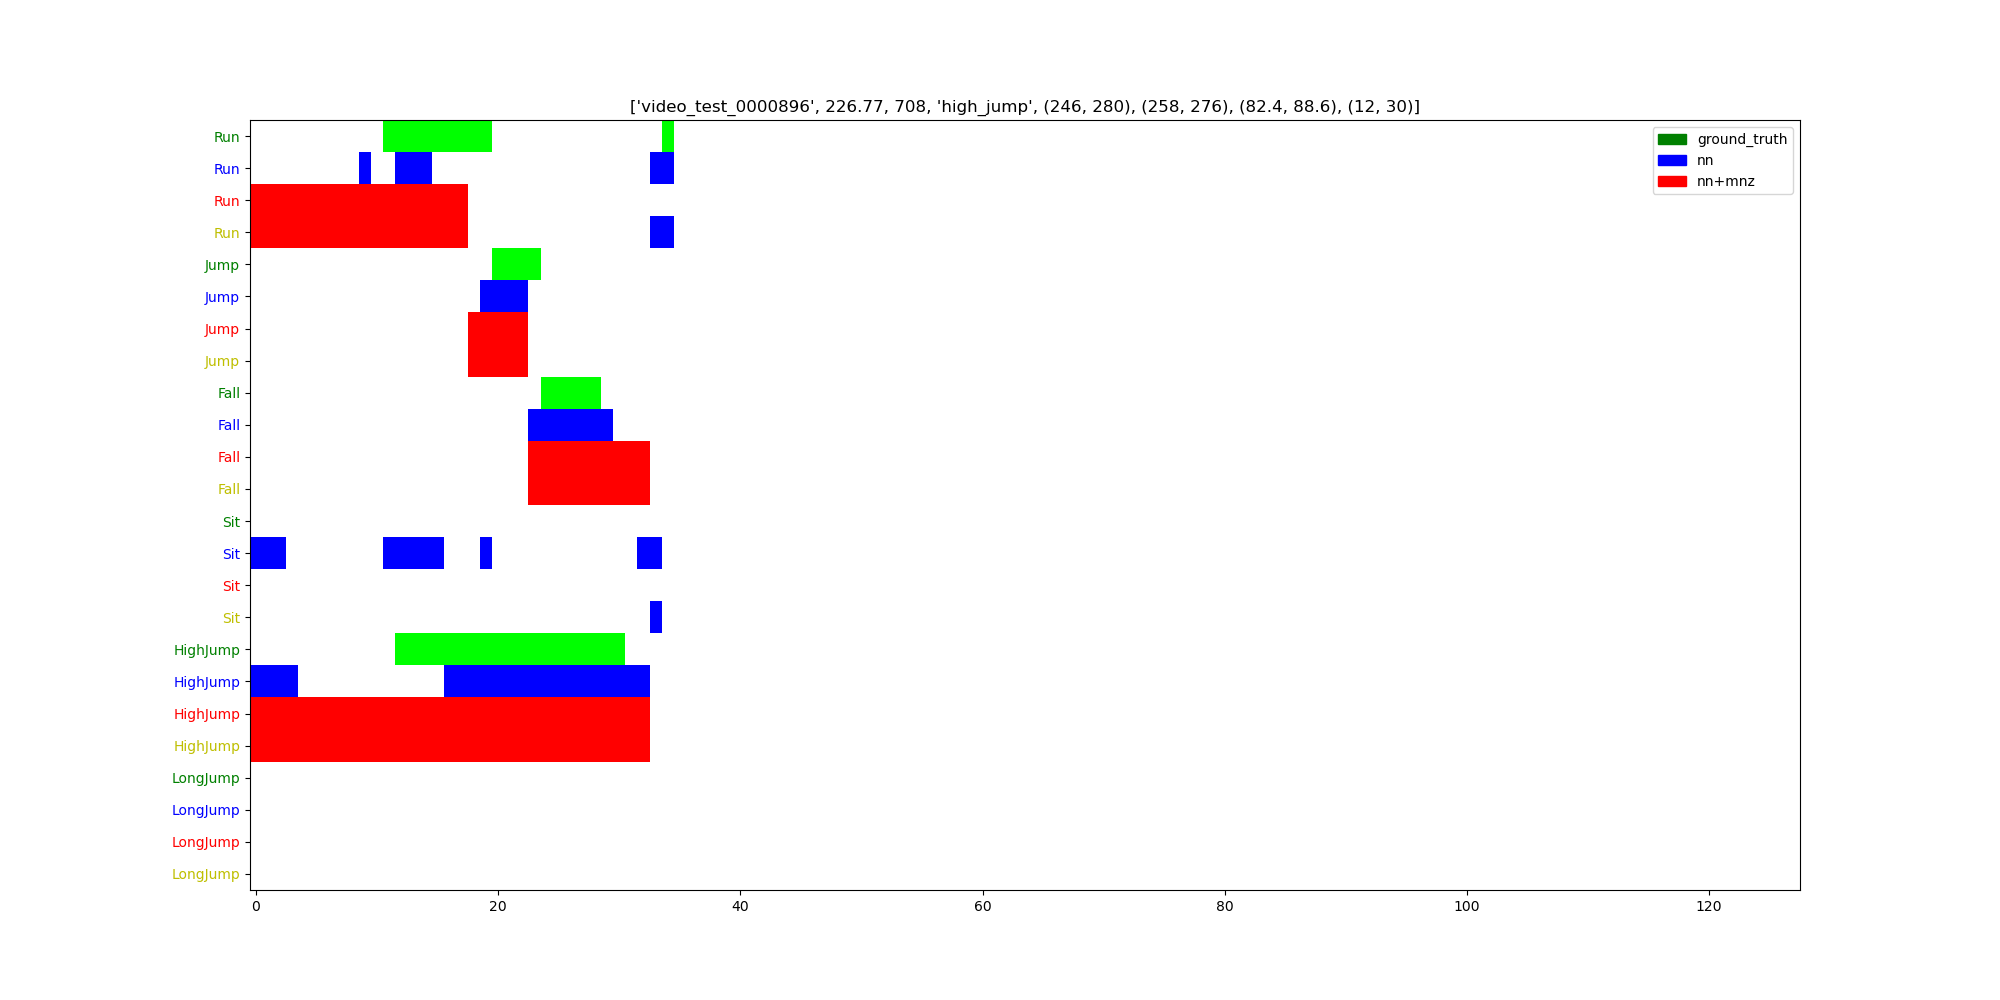 ['video_test_0000896', 226.77, 708, 'high_jump', (246, 280), (258, 276), (82.4, 88.6), (12, 30)]
ground_truth
nn
nn+mnz
Run
Run
Run
Run
Jump
Jump
Jump
Jump
Fall
Fall
Fall
Fall
Sit
Sit
Sit
Sit
HighJump
HighJump
HighJump
HighJump
LongJump
LongJump
LongJump
LongJump
0 20 40 60 80 100 120